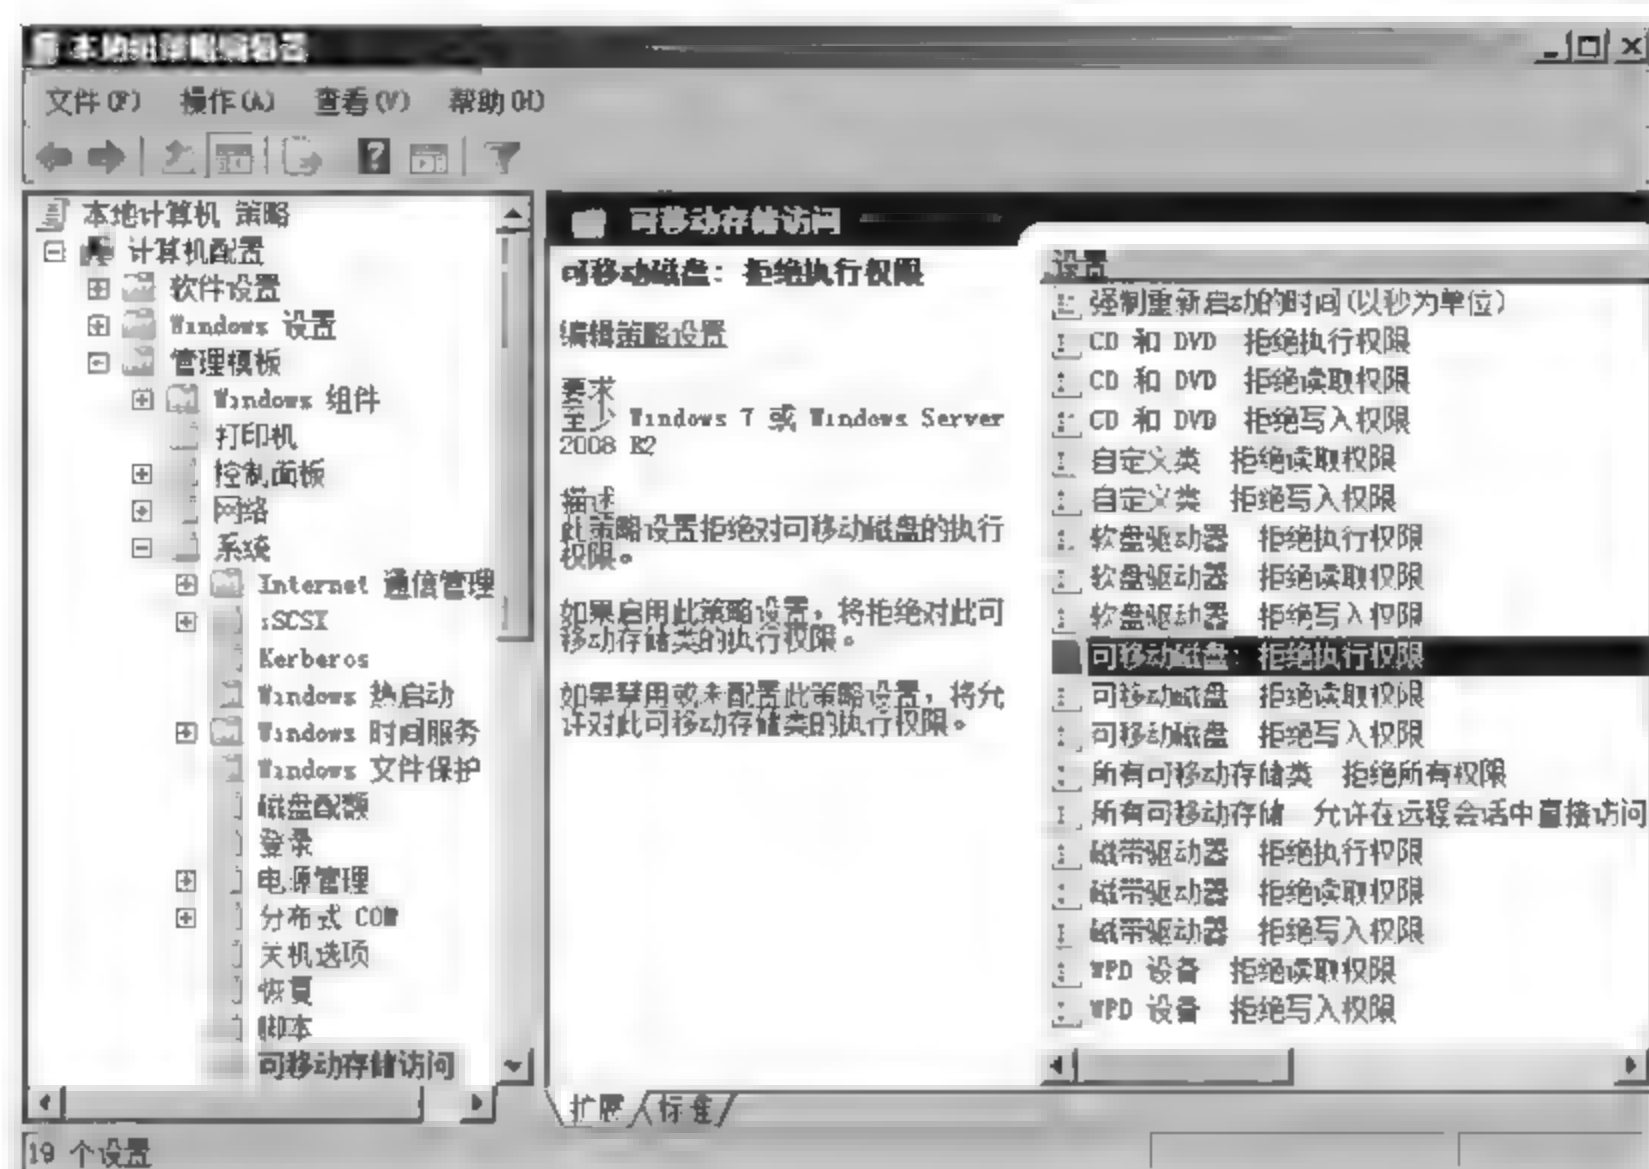 本地组策略编辑器
文件(F) 操作(A) 查看(V) 帮助(H)
本地计算机 策略
计算机配置
软件设置
Windows 设置
管理模板
Windows 组件
打印机
控制面板
网络
系统
Internet 通信管理
iSCSI
Kerberos
Windows 热启动
Windows 时间服务
Windows 文件保护
磁盘配额
登录
电源管理
分布式 COM
关机选项
恢复
脚本
可移动存储访问
可移动存储访问
可移动磁盘: 拒绝执行权限
编辑策略设置
要求
至少 Windows 7 或 Windows Server
2008 R2
描述
此策略设置拒绝对可移动磁盘的执行
权限。
如果启用此策略设置，将拒绝对此可
移动存储类的执行权限。
如果禁用或未配置此策略设置，将允
许对此可移动存储类的执行权限。
设置
强制重新启动的时间(以秒为单位)
CD 和 DVD 拒绝执行权限
CD 和 DVD 拒绝读取权限
CD 和 DVD 拒绝写入权限
自定义类 拒绝读取权限
自定义类 拒绝写入权限
软盘驱动器 拒绝执行权限
软盘驱动器 拒绝读取权限
软盘驱动器 拒绝写入权限
可移动磁盘: 拒绝执行权限
可移动磁盘 拒绝读取权限
可移动磁盘 拒绝写入权限
所有可移动存储类 拒绝所有权限
所有可移动存储 允许在远程会话中直接访问
磁带驱动器 拒绝执行权限
磁带驱动器 拒绝读取权限
磁带驱动器 拒绝写入权限
WPD 设备 拒绝读取权限
WPD 设备 拒绝写入权限
扩展 标准
19 个设置